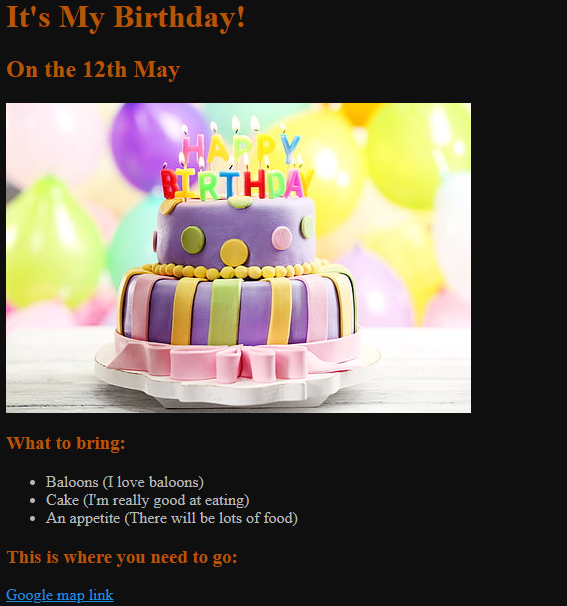 It's My Birthday!
On the 12th May
HAPPY
BIRTHDAY
What to bring:
Baloons (I love baloons)
Cake (I'm really good at eating)
An appetite (There will be lots of food)
This is where you need to go:
Google map link